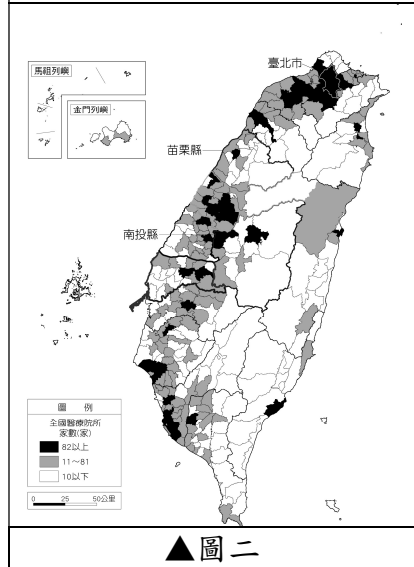 臺北市
馬祖列嶼
金門列嶼
苗栗縣
南投縣
圖 例
全國醫療院所
家數(家)
82以上
11~81
10以下
0 25 50公里
▲圖二